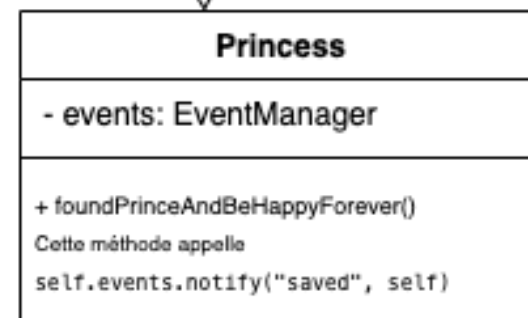 Princess
- events: EventManager
+ foundPrinceAndBeHappyForever()
Cette méthode appelle
self.events.notify("saved", self)